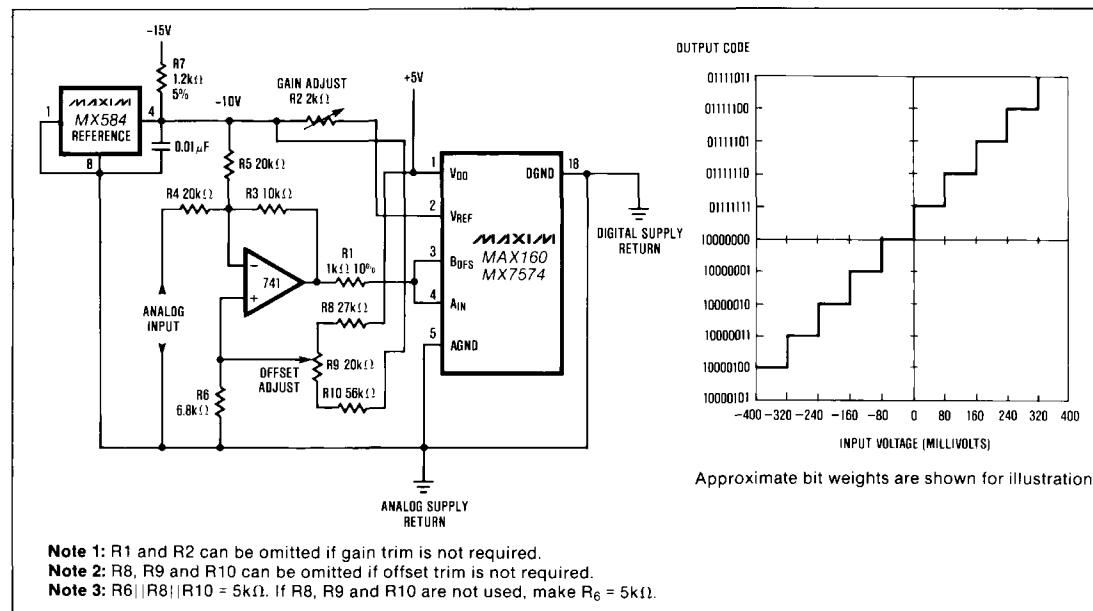 -15V
R7
1.2kΩ
5%
MAXIM
MX584
REFERENCE
1
4
8
0.01µF
-10V
GAIN ADJUST
R2 2kΩ
+5V
R5 20kΩ
R4 20kΩ
R3 10kΩ
741
−
+
R1
1kΩ 10%
ANALOG
INPUT
R8 27kΩ
R9 20kΩ
OFFSET
ADJUST
R10 56kΩ
R6
6.8kΩ
1
VDD
2
VREF
3
BOFS
4
AIN
5
AGND
DGND
18
MAXIM
MAX160
MX7574
DIGITAL SUPPLY
RETURN
ANALOG SUPPLY
RETURN
OUTPUT CODE
01111011
01111100
01111101
01111110
01111111
10000000
10000001
10000010
10000011
10000100
10000101
-400 -320 -240 -160 -80 0 80 160 240 320 400
INPUT VOLTAGE (MILLIVOLTS)
Approximate bit weights are shown for illustration
Note 1: R1 and R2 can be omitted if gain trim is not required.
Note 2: R8, R9 and R10 can be omitted if offset trim is not required.
Note 3: R6||R8||R10 = 5kΩ. If R8, R9 and R10 are not used, make R6 = 5kΩ.